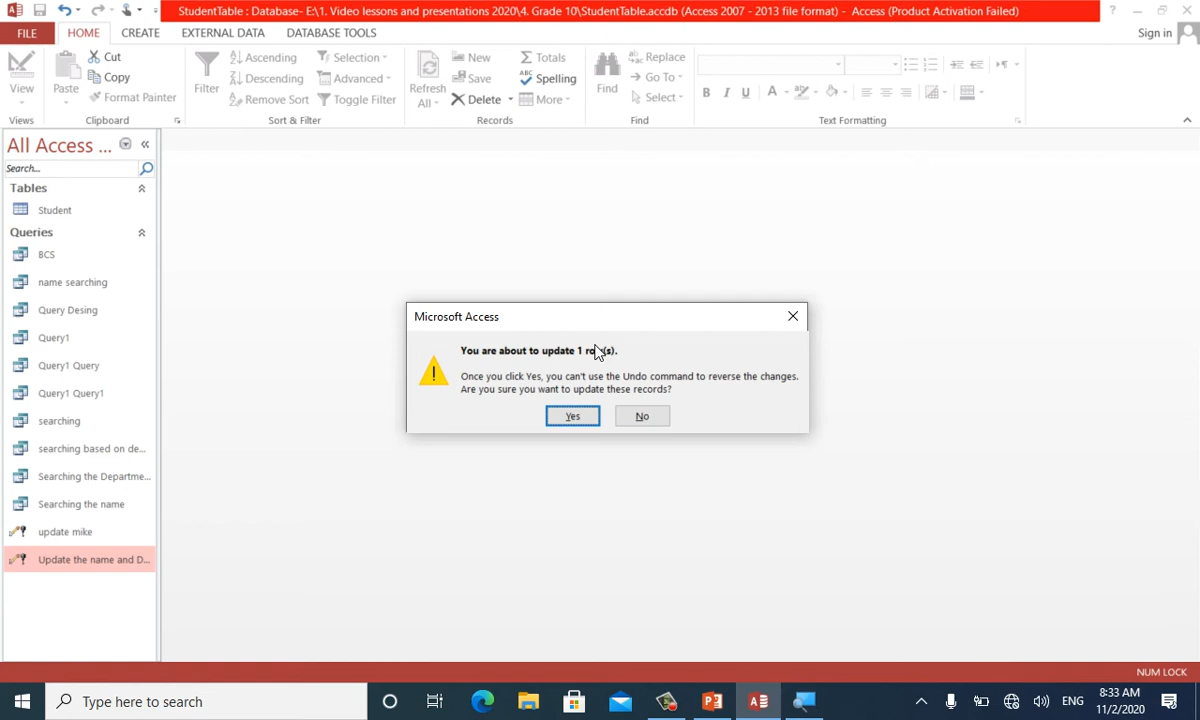 StudentTable : Database- E:\1. Video lessons and presentations 2020\4. Grade 10\StudentTable.accdb (Access 2007 - 2013 file format) - Access (Product Activation Failed)
FILE HOME CREATE EXTERNAL DATA DATABASE TOOLS Sign in
View
Views
Paste
Cut
Copy
Format Painter
Clipboard
Filter
Ascending
Descending
Remove Sort
Selection
Advanced
Toggle Filter
Sort & Filter
Refresh
All
New
Save
Delete
Totals
Spelling
More
Records
Find
Replace
Go To
Select
Find
B I U A
Text Formatting
All Access ...
Search...
Tables
Student
Queries
BCS
name searching
Query Desing
Query1
Query1 Query
Query1 Query1
searching
searching based on de...
Searching the Departme...
Searching the name
update mike
Update the name and D...
Microsoft Access
You are about to update 1 row(s).
Once you click Yes, you can't use the Undo command to reverse the changes.
Are you sure you want to update these records?
Yes No
NUM LOCK
Type here to search
ENG
8:33 AM
11/2/2020